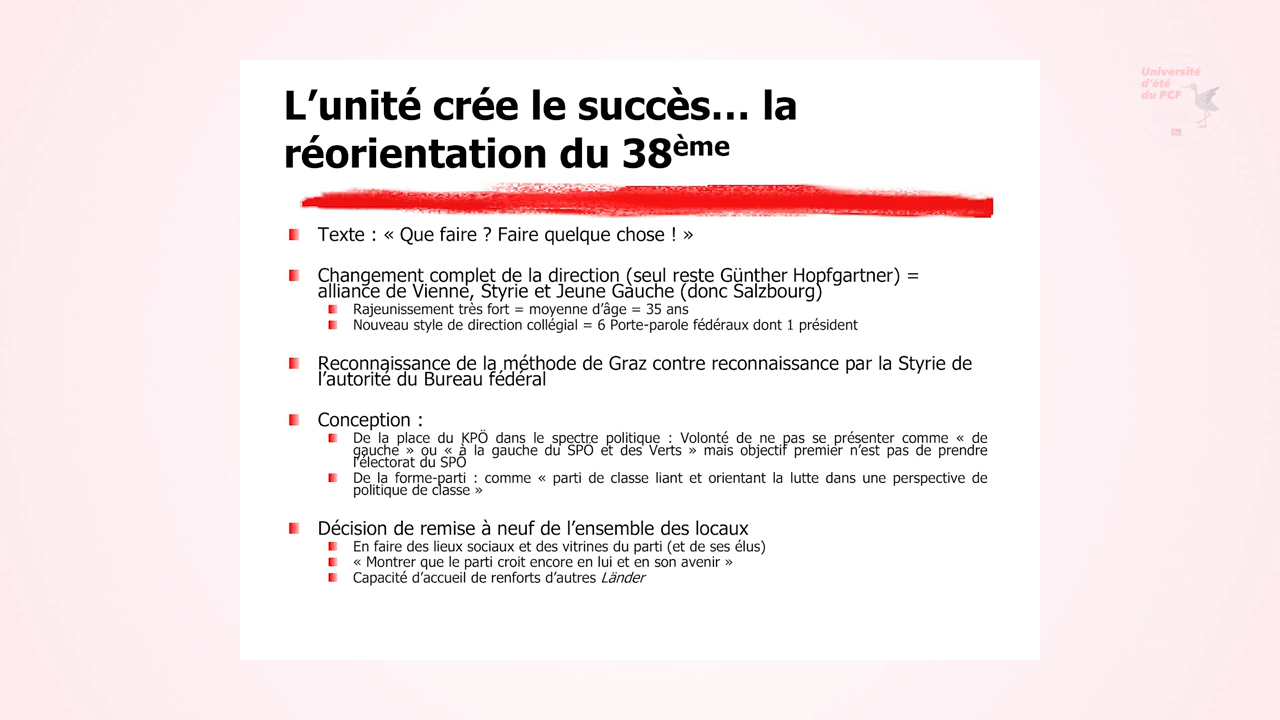 L’unité crée le succès… la
réorientation du 38ème
Texte : « Que faire ? Faire quelque chose ! »
Changement complet de la direction (seul reste Günther Hopfgartner) =
alliance de Vienne, Styrie et Jeune Gauche (donc Salzbourg)
Rajeunissement très fort = moyenne d’âge = 35 ans
Nouveau style de direction collégial = 6 Porte-parole fédéraux dont 1 président
Reconnaissance de la méthode de Graz contre reconnaissance par la Styrie de
l’autorité du Bureau fédéral
Conception :
De la place du KPÖ dans le spectre politique : Volonté de ne pas se présenter comme « de
gauche » ou « à la gauche du SPÖ et des Verts » mais objectif premier n’est pas de prendre
l’électorat du SPÖ
De la forme-parti : comme « parti de classe liant et orientant la lutte dans une perspective de
politique de classe »
Décision de remise à neuf de l’ensemble des locaux
En faire des lieux sociaux et des vitrines du parti (et de ses élus)
« Montrer que le parti croit encore en lui et en son avenir »
Capacité d’accueil de renforts d’autres Länder
Université
d’été
du PCF